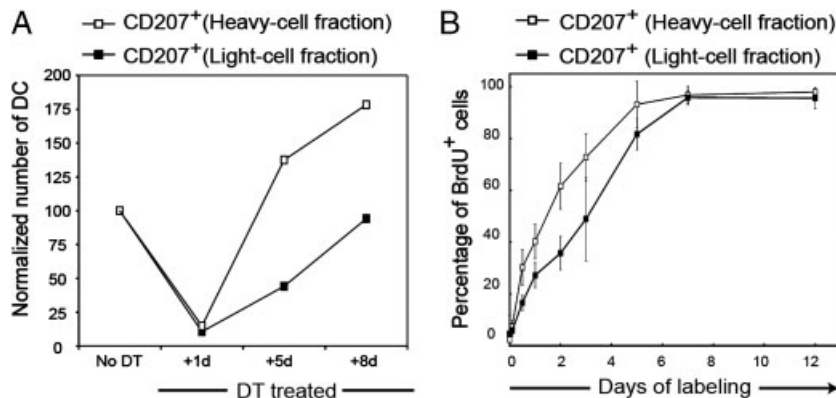 A
CD207+ (Heavy-cell fraction)
CD207+ (Light-cell fraction)
Normalized number of DC
200
175
150
125
100
75
50
25
0
No DT +1d +5d +8d
DT treated
B
CD207+ (Heavy-cell fraction)
CD207+ (Light-cell fraction)
Percentage of BrdU+ cells
100
80
60
40
20
0
0 2 4 6 8 10 12
Days of labeling